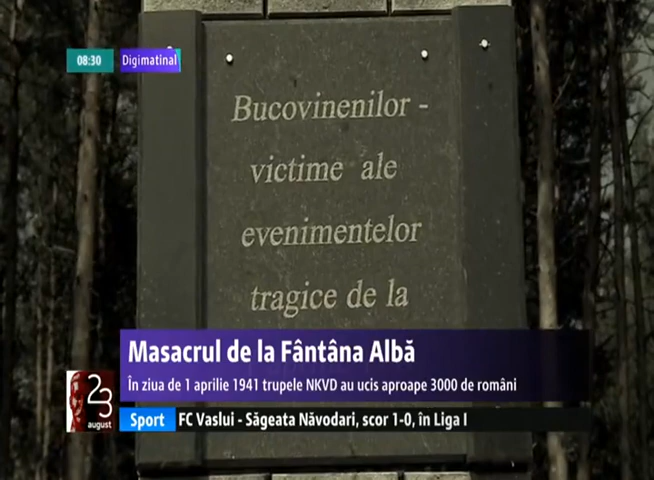 08:30 Digimatinal
Bucovinenilor -
victime ale
evenimentelor
tragice de la
Masacrul de la Fântâna Albă
În ziua de 1 aprilie 1941 trupele NKVD au ucis aproape 3000 de români
23
august
Sport FC Vaslui - Săgeata Năvodari, scor 1-0, în Liga I